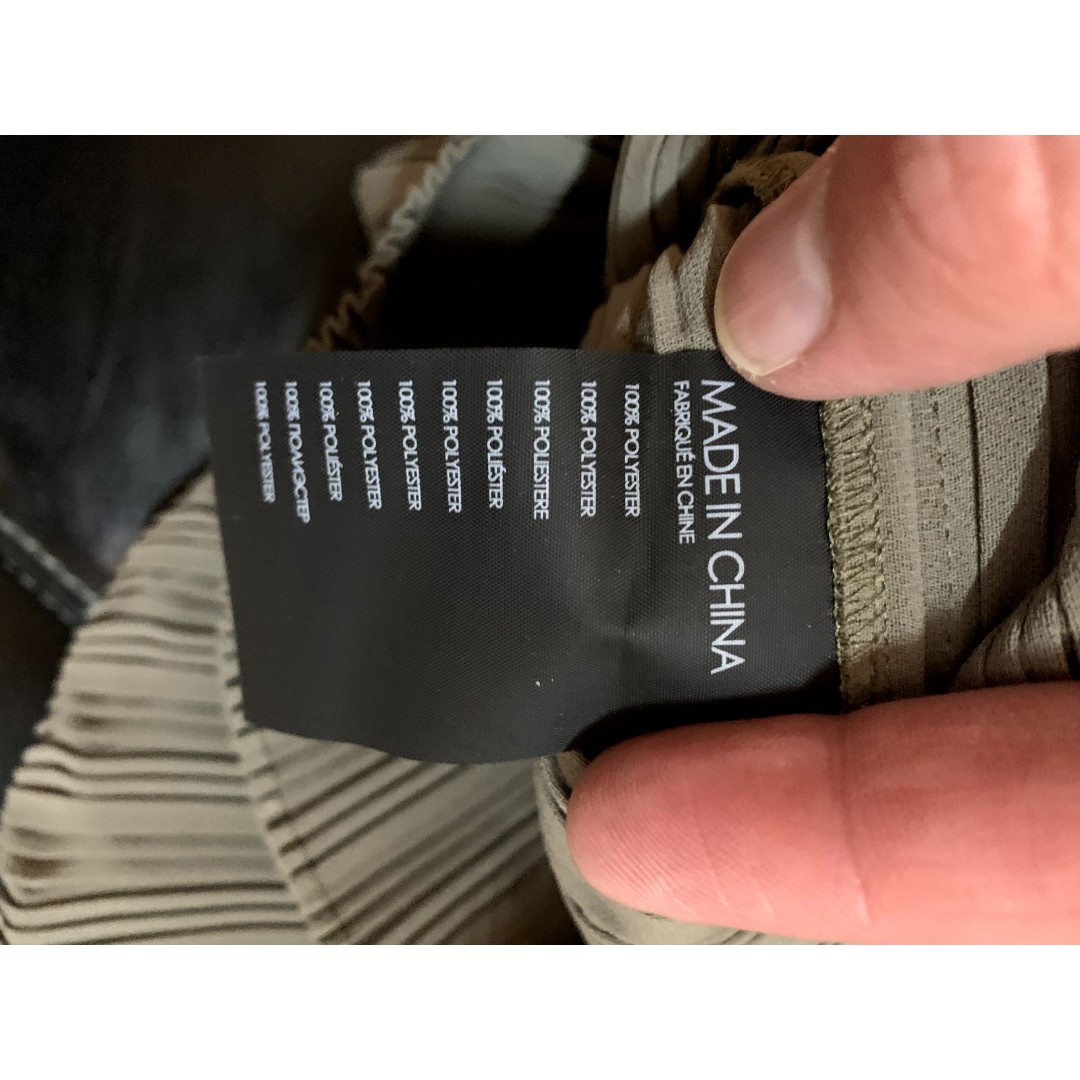 MADE IN CHINA
FABRIQUÉ EN CHINE
100% POLYESTER
100% POLYESTER
100% POLIESTERE
100% POLIÉSTER
100% POLYESTER
100% POLYESTER
100% POLYESTER
100% POLIÉSTER
100% ПОЛИЭСТЕР
100% POLYESTER